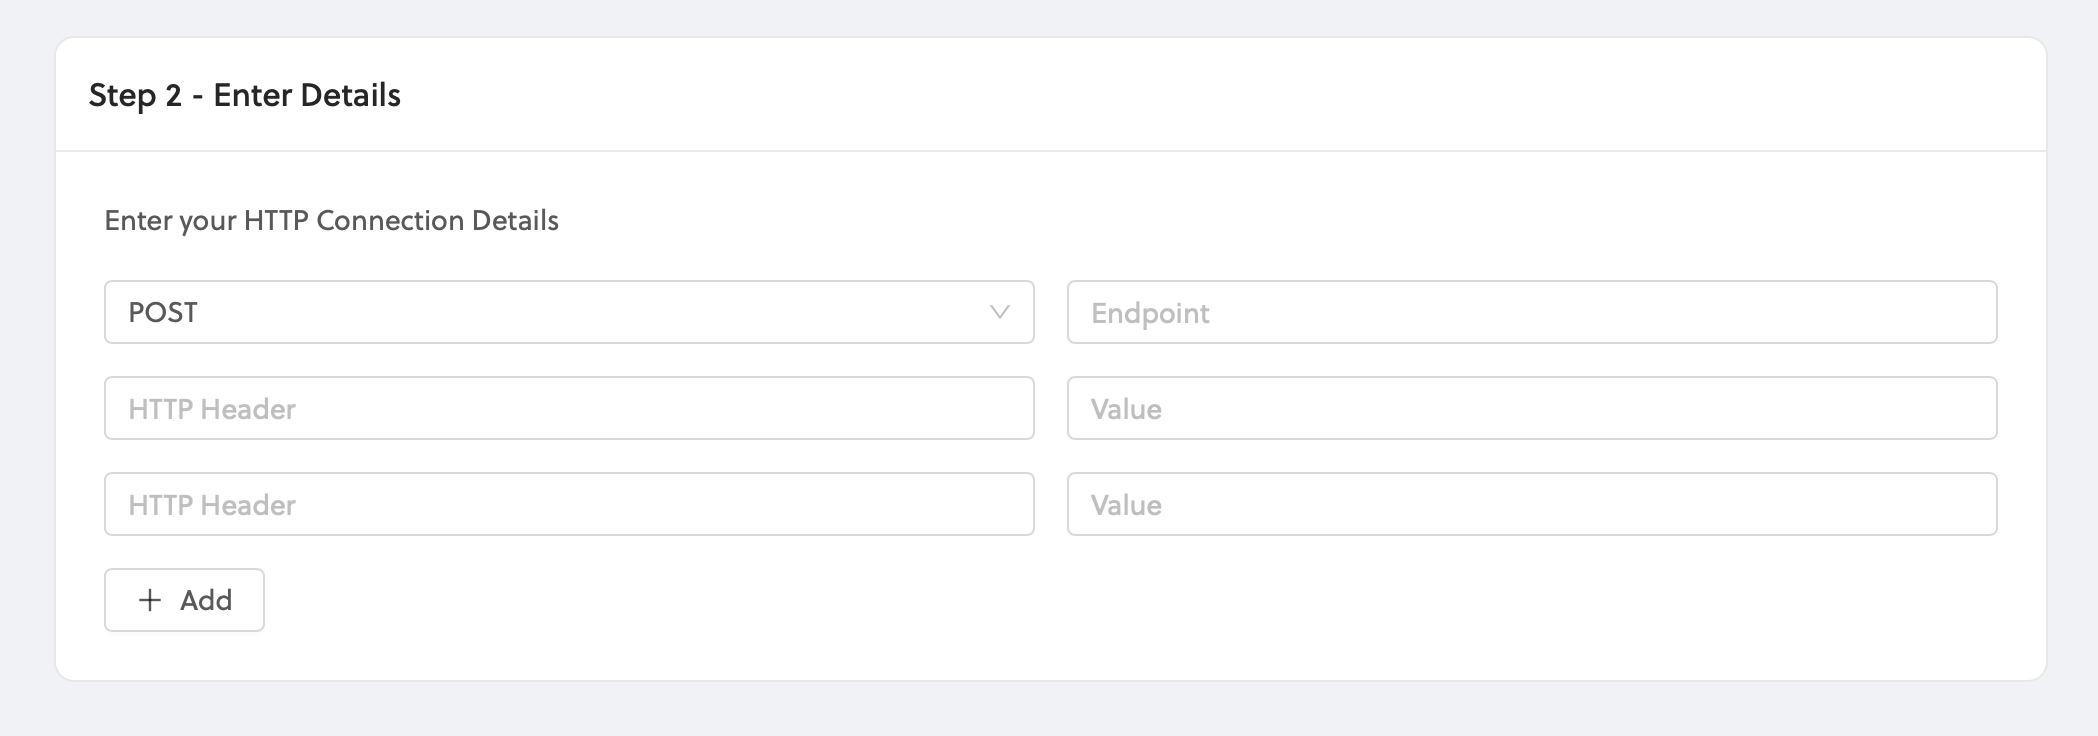 Step 2 - Enter Details
Enter your HTTP Connection Details
POST
Endpoint
HTTP Header
Value
HTTP Header
Value
Add